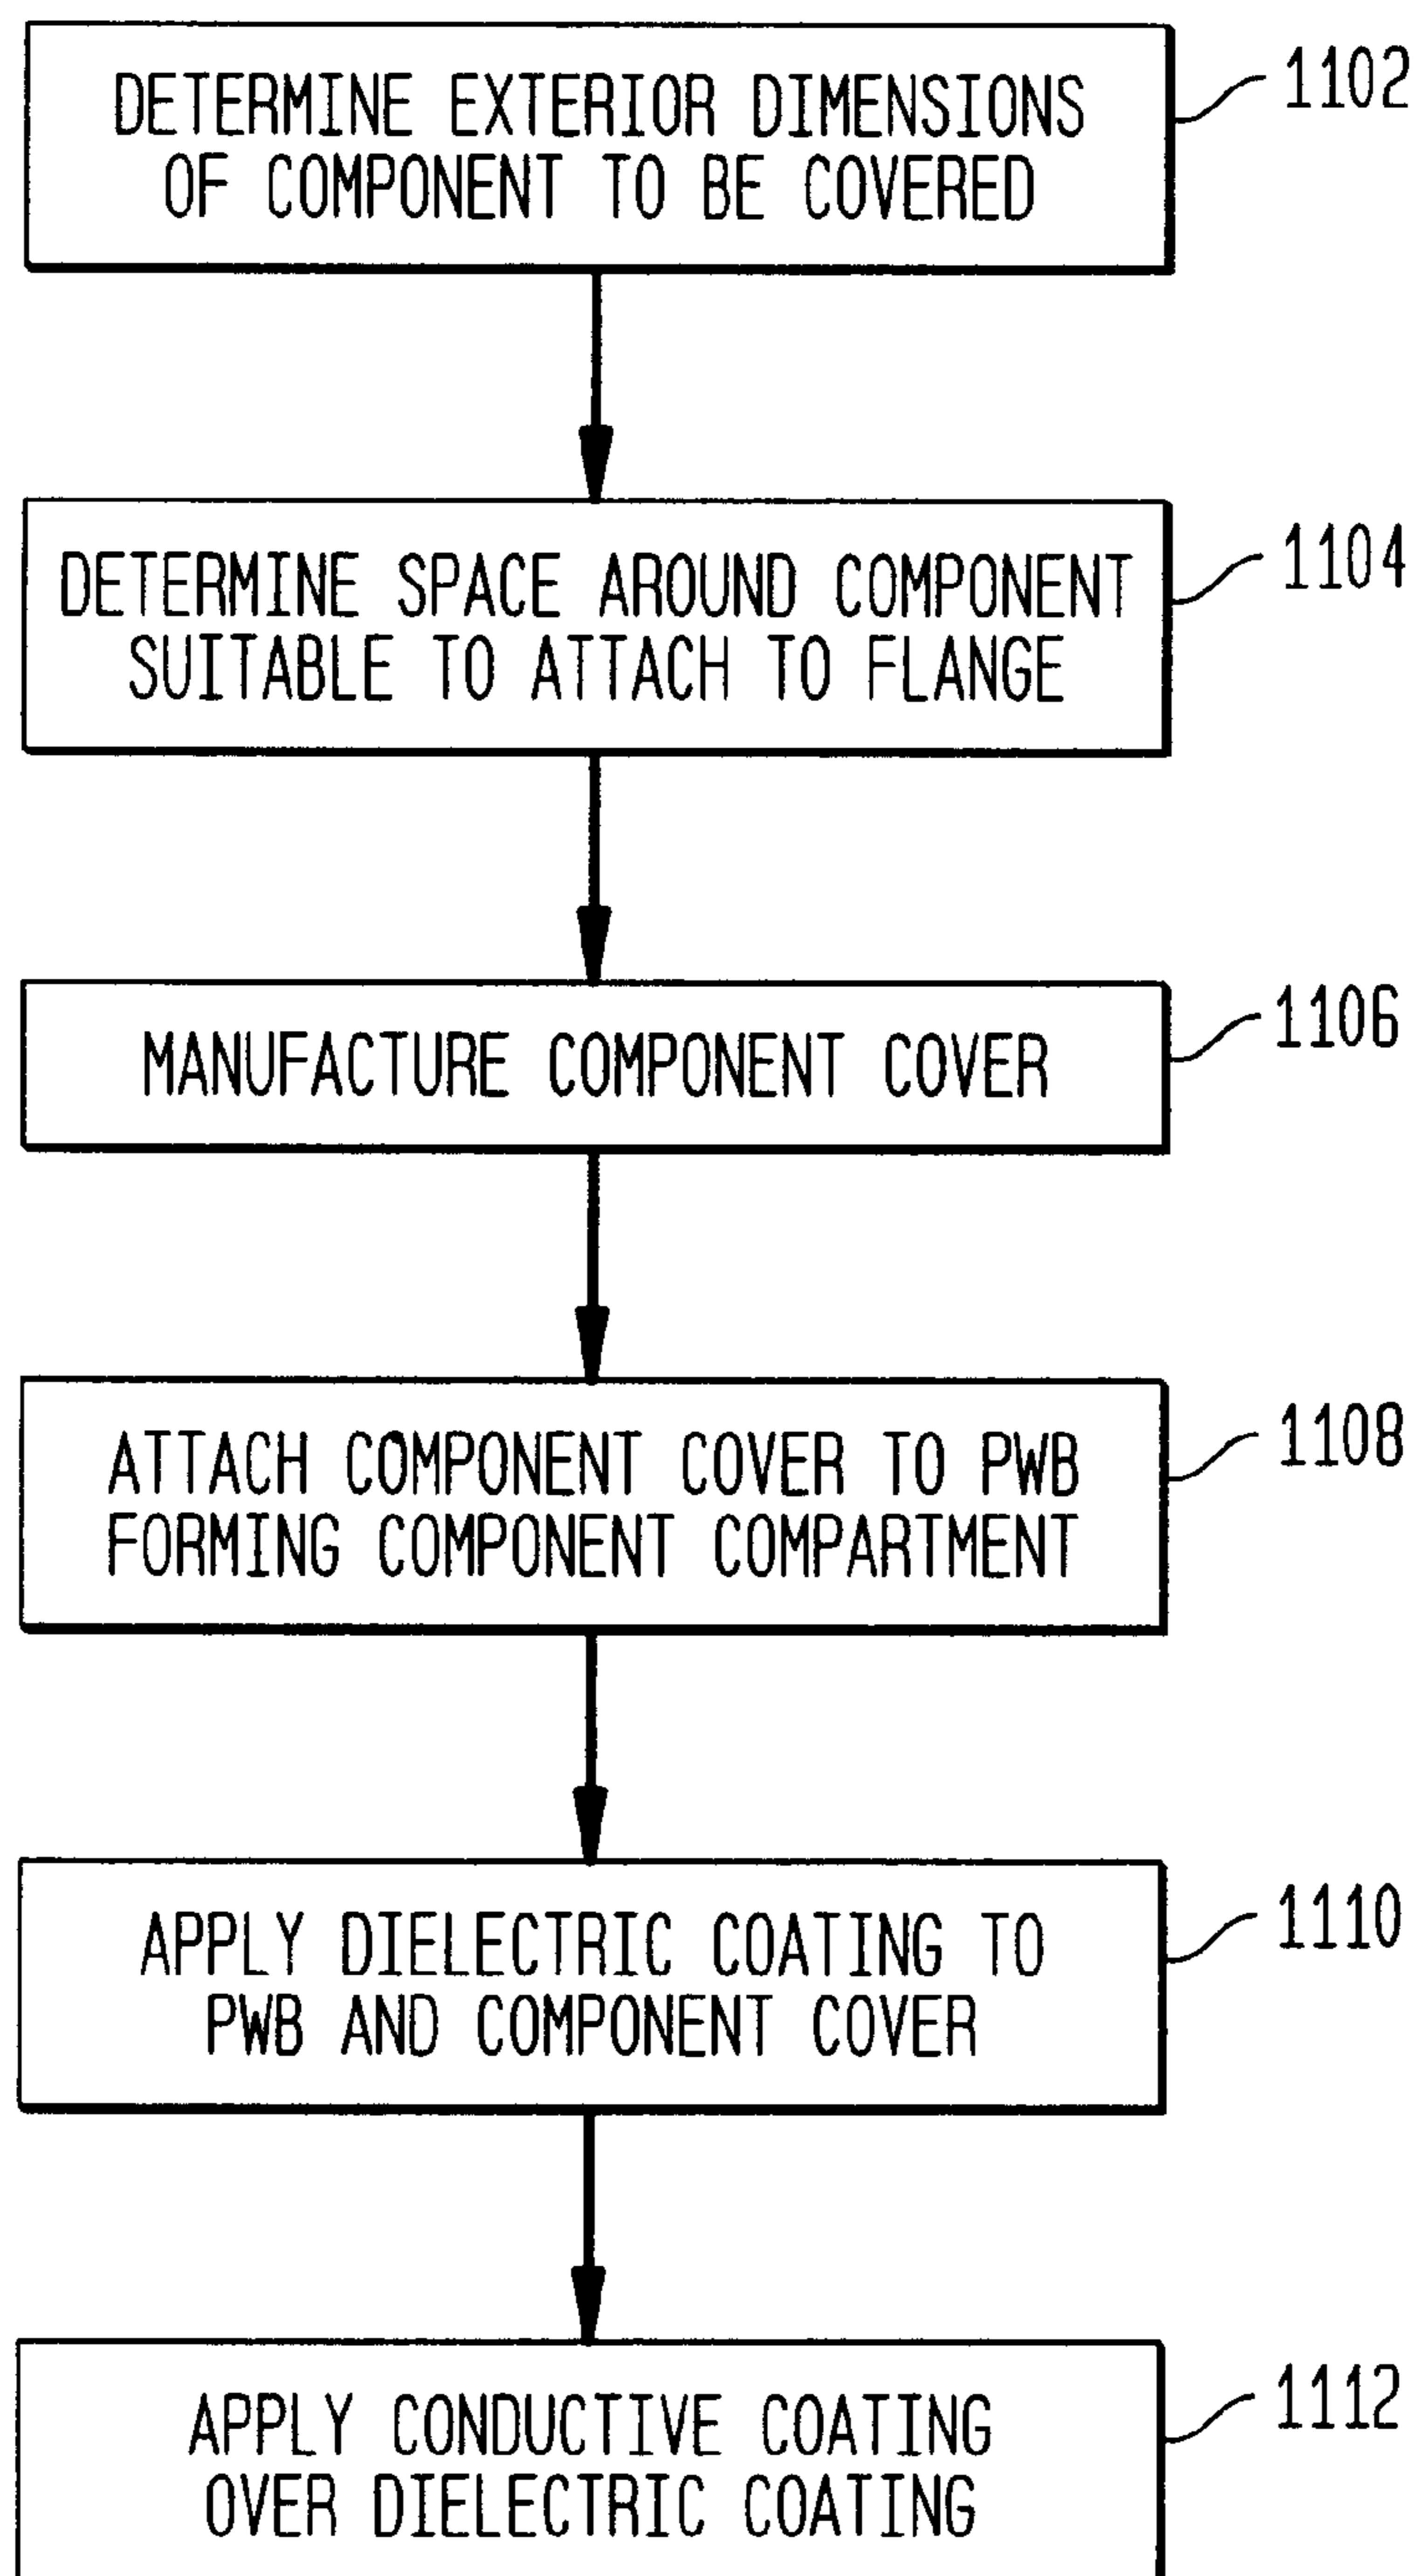 DETERMINE EXTERIOR DIMENSIONS
OF COMPONENT TO BE COVERED
1102
DETERMINE SPACE AROUND COMPONENT
SUITABLE TO ATTACH TO FLANGE
1104
MANUFACTURE COMPONENT COVER
1106
ATTACH COMPONENT COVER TO PWB
FORMING COMPONENT COMPARTMENT
1108
APPLY DIELECTRIC COATING TO
PWB AND COMPONENT COVER
1110
APPLY CONDUCTIVE COATING
OVER DIELECTRIC COATING
1112